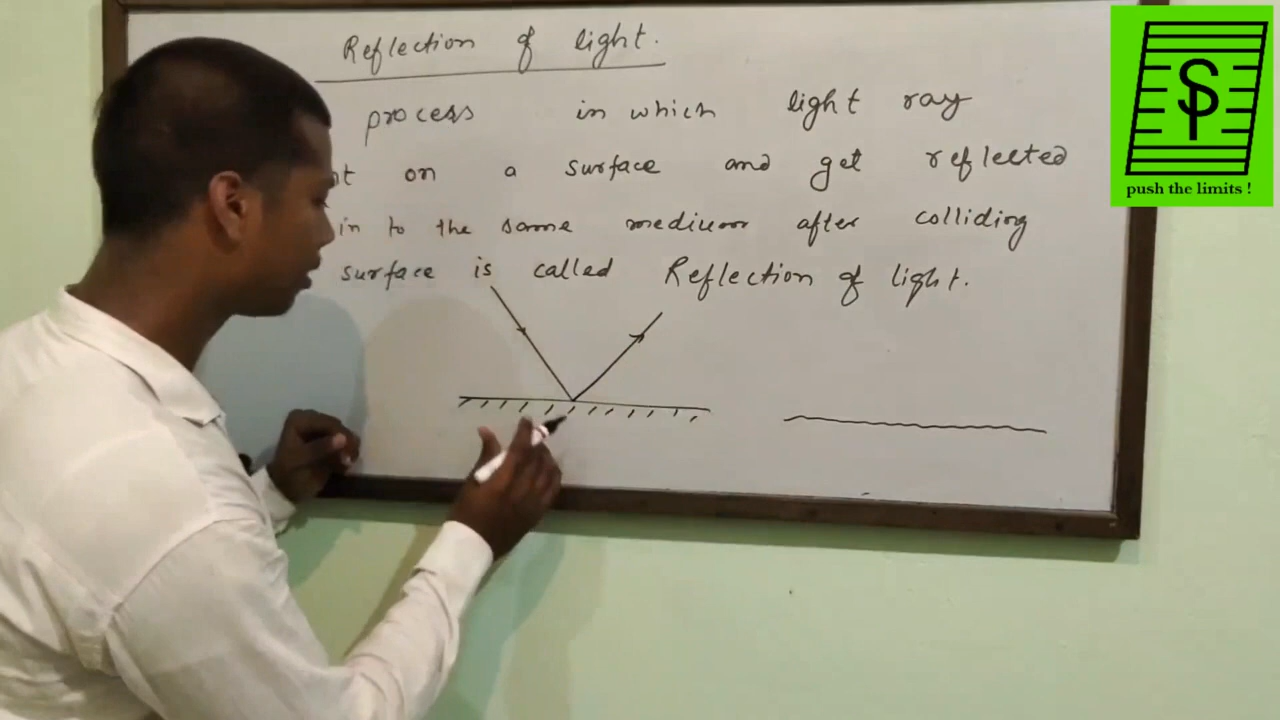 Reflection of light.
process in which light ray
on a surface and get reflected
in to the same medium after colliding
surface is called Reflection of light.
SP
push the limits !